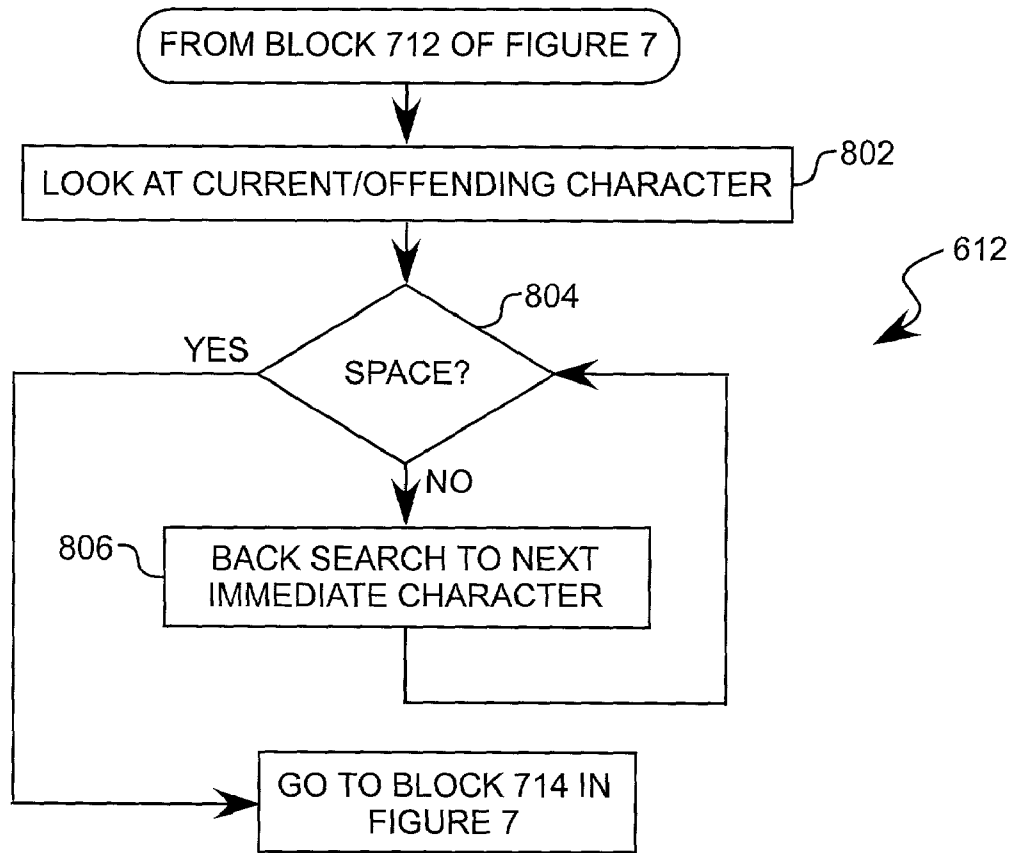 FROM BLOCK 712 OF FIGURE 7
802
LOOK AT CURRENT/OFFENDING CHARACTER
612
804
YES
SPACE?
NO
806
BACK SEARCH TO NEXT
IMMEDIATE CHARACTER
GO TO BLOCK 714 IN
FIGURE 7